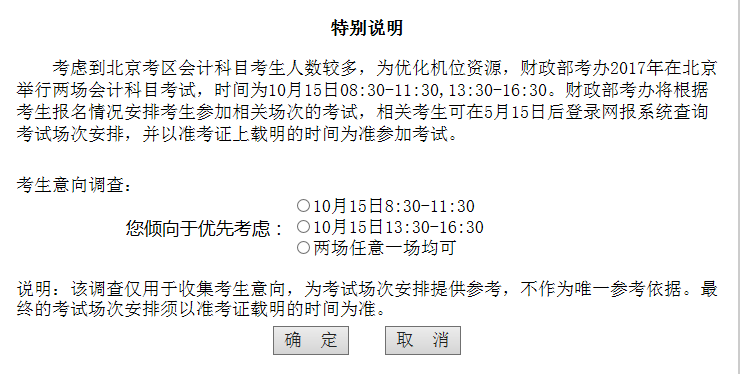 特别说明
考虑到北京考区会计科目考生人数较多，为优化机位资源，财政部考办2017年在北京
举行两场会计科目考试，时间为10月15日08:30-11:30,13:30-16:30。财政部考办将根据
考生报名情况安排考生参加相关场次的考试，相关考生可在5月15日后登录网报系统查询
考试场次安排，并以准考证上载明的时间为准参加考试。
考生意向调查：
10月15日8:30-11:30
您倾向于优先考虑： 10月15日13:30-16:30
两场任意一场均可
说明：该调查仅用于收集考生意向，为考试场次安排提供参考，不作为唯一参考依据。最
终的考试场次安排须以准考证载明的时间为准。
确 定 取 消